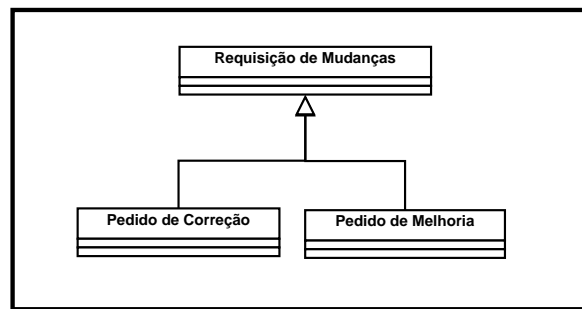 Requisição de Mudanças
Pedido de Correção
Pedido de Melhoria